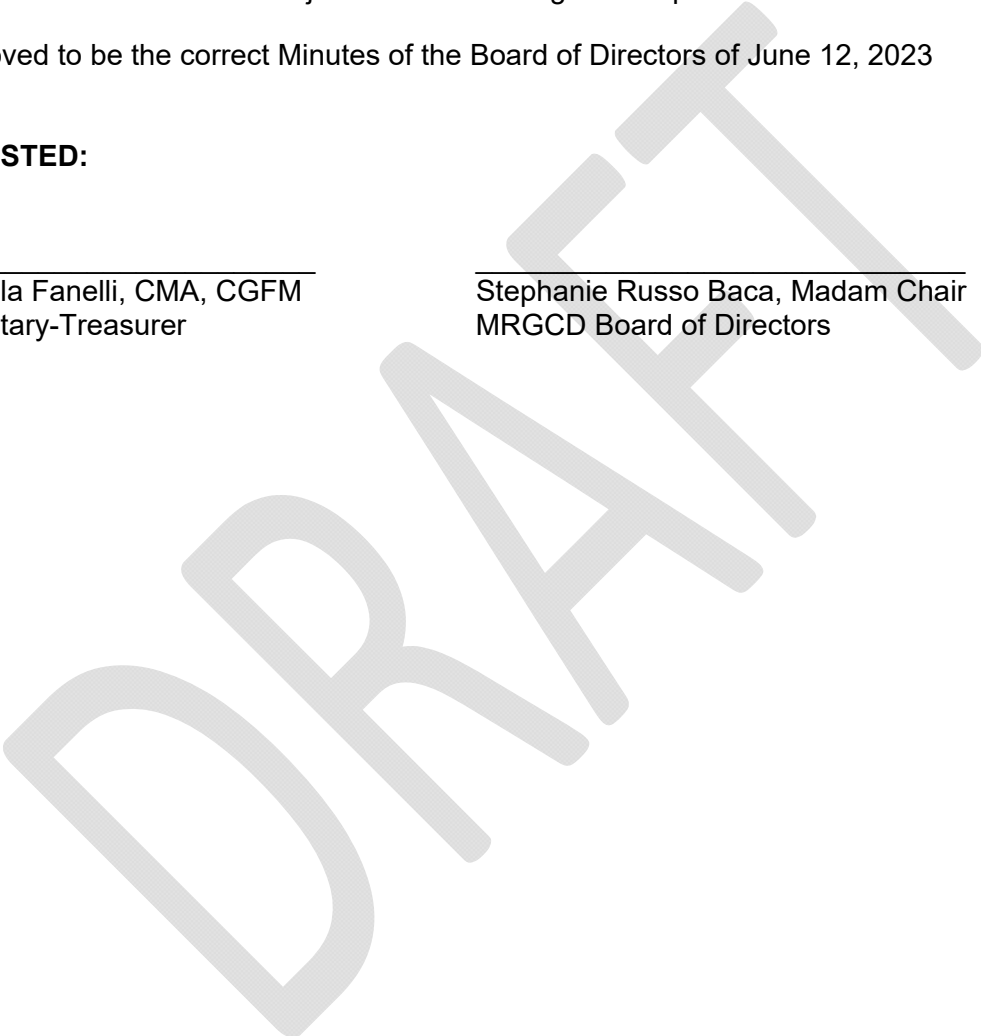 ved to be the correct Minutes of the Board of Directors of June 12, 2023
STED:
la Fanelli, CMA, CGFM
Stephanie Russo Baca, Madam Chair
tary-Treasurer
MRGCD Board of Directors
DRAFT